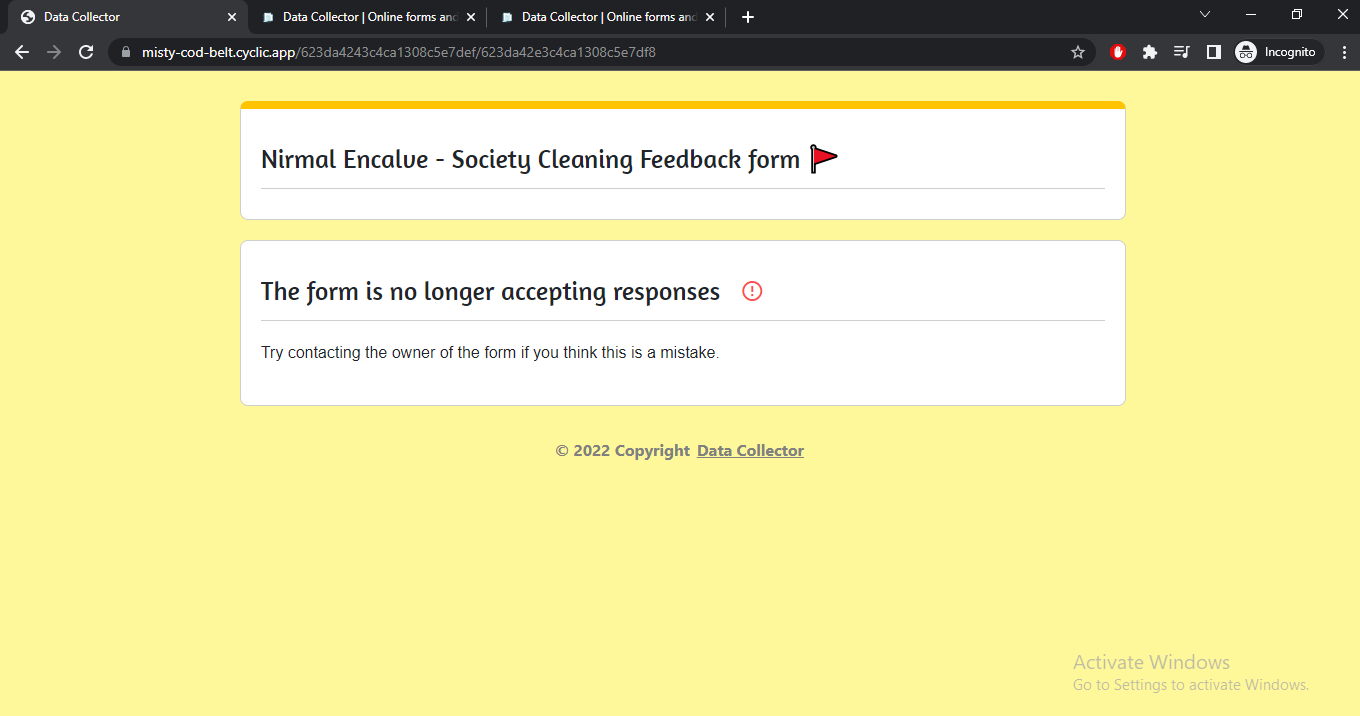 Data Collector
Data Collector | Online forms and
Data Collector | Online forms and
misty-cod-belt.cyclic.app/623da4243c4ca1308c5e7def/623da42e3c4ca1308c5e7df8
Incognito
Nirmal Encalve - Society Cleaning Feedback form
The form is no longer accepting responses
Try contacting the owner of the form if you think this is a mistake.
© 2022 Copyright Data Collector
Activate Windows
Go to Settings to activate Windows.